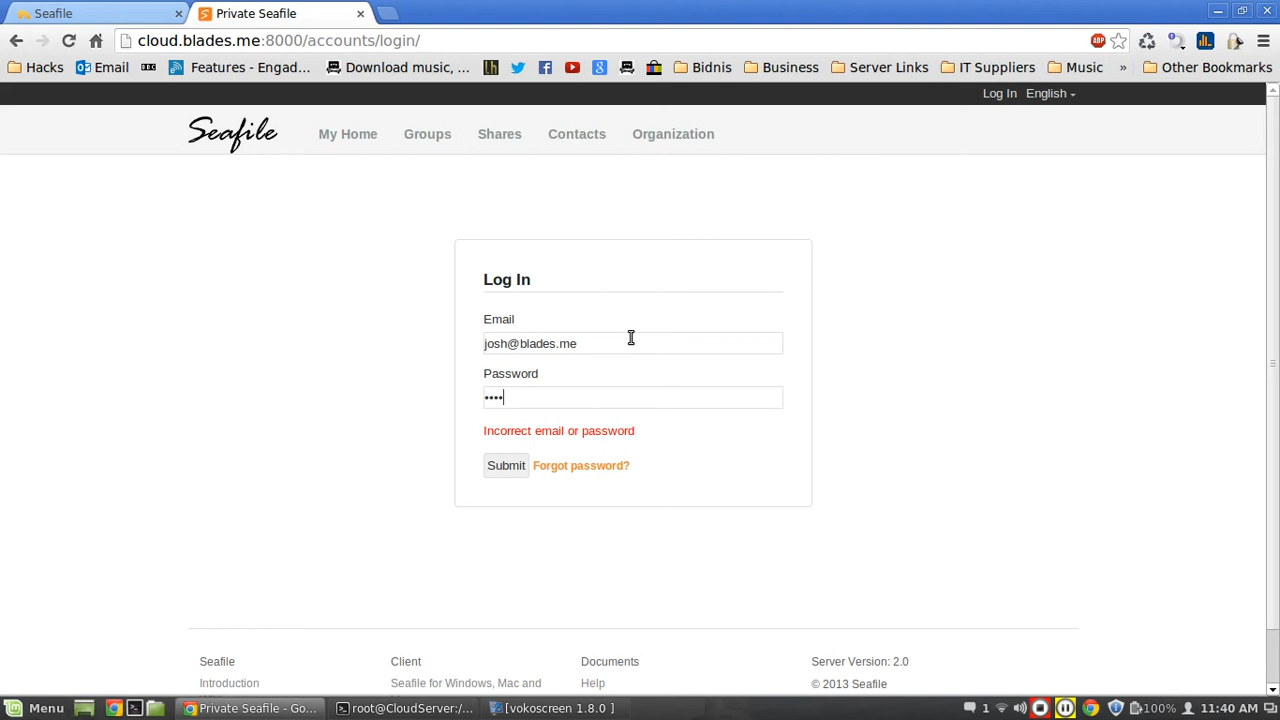 Seafile
Private Seafile
cloud.blades.me:8000/accounts/login/
ABP
Hacks
Email
Features - Engad...
Download music, ...
lh
Bidnis
Business
Server Links
IT Suppliers
Music
»
Other Bookmarks
Log In English
Seafile My Home Groups Shares Contacts Organization
Log In
Email
josh@blades.me
Password
••••
Incorrect email or password
Submit Forgot password?
Seafile Client Documents Server Version: 2.0
Introduction Seafile for Windows, Mac and Help © 2013 Seafile
Menu Private Seafile - Go... root@CloudServer:/... [vokoscreen 1.8.0 ] 1 100% 11:40 AM